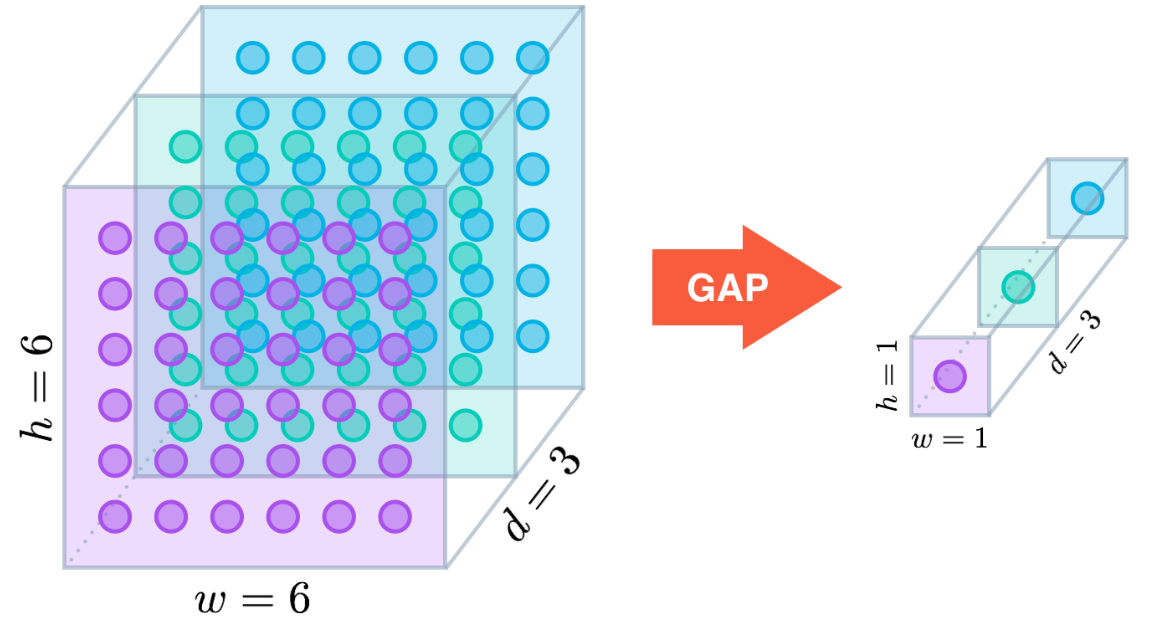 h = 6
w = 6
d = 3
GAP
h = 1
w = 1
d = 3